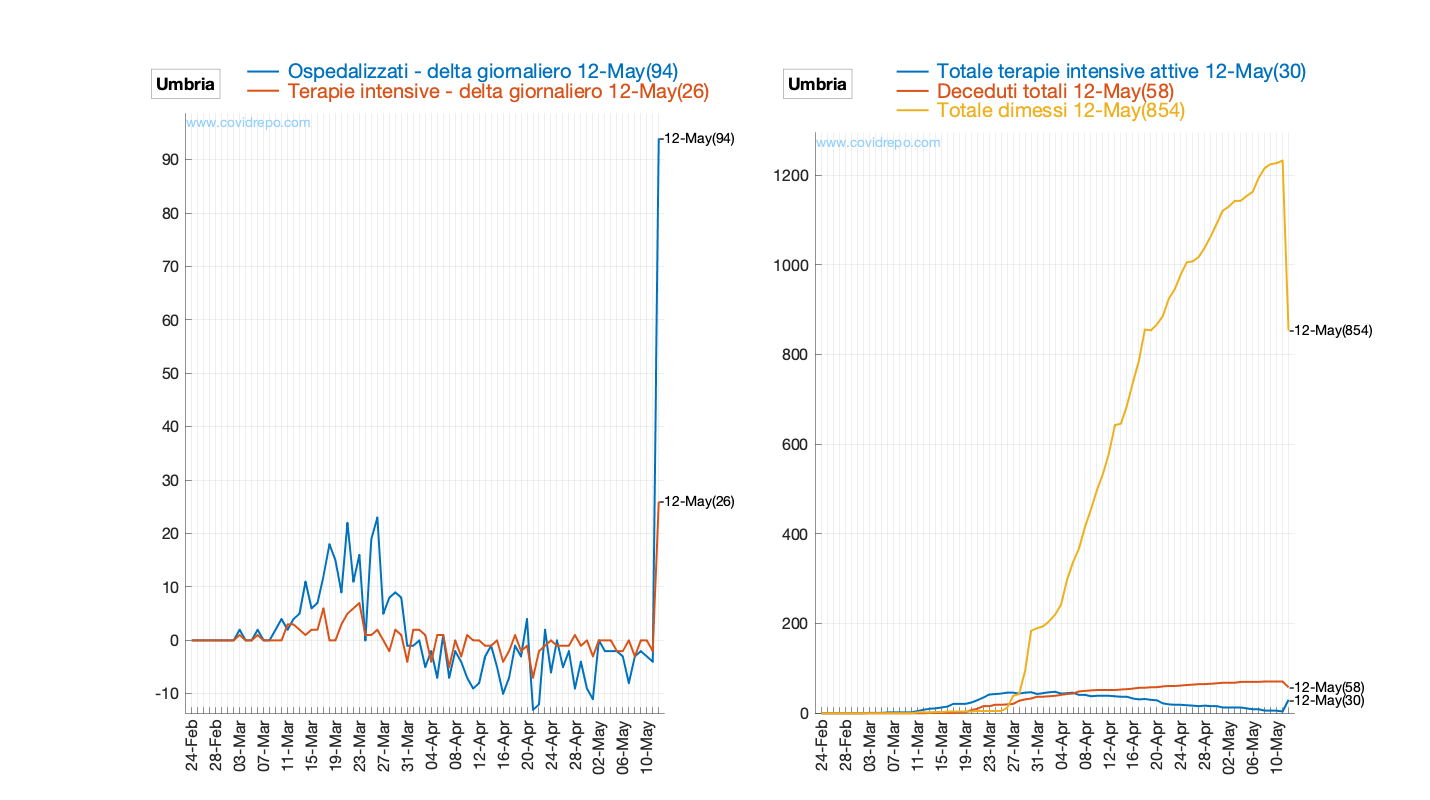 Umbria
Ospedalizzati - delta giornaliero 12-May(94)
Terapie intensive - delta giornaliero 12-May(26)
www.covidrepo.com
12-May(94)
90
80
70
60
50
40
30
20
10
0
-10
12-May(26)
24-Feb
28-Feb
03-Mar
07-Mar
11-Mar
15-Mar
19-Mar
23-Mar
27-Mar
31-Mar
04-Apr
08-Apr
12-Apr
16-Apr
20-Apr
24-Apr
28-Apr
02-May
06-May
10-May
Umbria
Totale terapie intensive attive 12-May(30)
Deceduti totali 12-May(58)
Totale dimessi 12-May(854)
www.covidrepo.com
1200
1000
800
600
400
200
0
12-May(854)
12-May(58)
12-May(30)
24-Feb
28-Feb
03-Mar
07-Mar
11-Mar
15-Mar
19-Mar
23-Mar
27-Mar
31-Mar
04-Apr
08-Apr
12-Apr
16-Apr
20-Apr
24-Apr
28-Apr
02-May
06-May
10-May